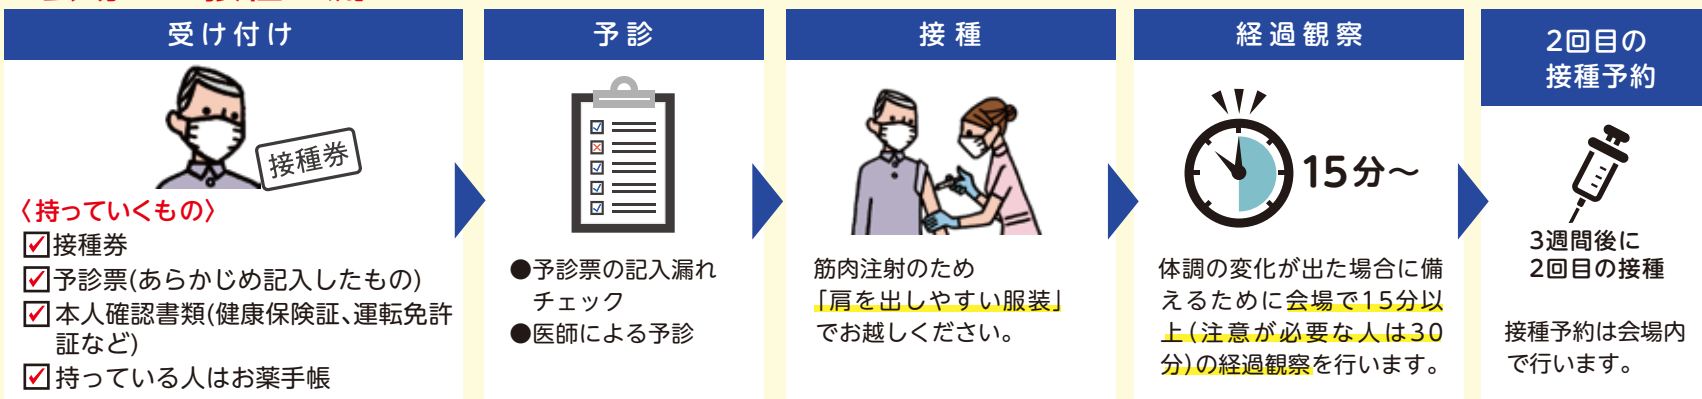 受け付け
接種券
〈持っていくもの〉
接種券
予診票(あらかじめ記入したもの)
本人確認書類(健康保険証、運転免許
証など)
持っている人はお薬手帳
予診
●予診票の記入漏れ
チェック
●医師による予診
接種
筋肉注射のため
「肩を出しやすい服装」
でお越しください。
経過観察
15分～
体調の変化が出た場合に備
えるために会場で15分以
上(注意が必要な人は30
分)の経過観察を行います。
2回目の
接種予約
3週間後に
2回目の接種
接種予約は会場内
で行います。